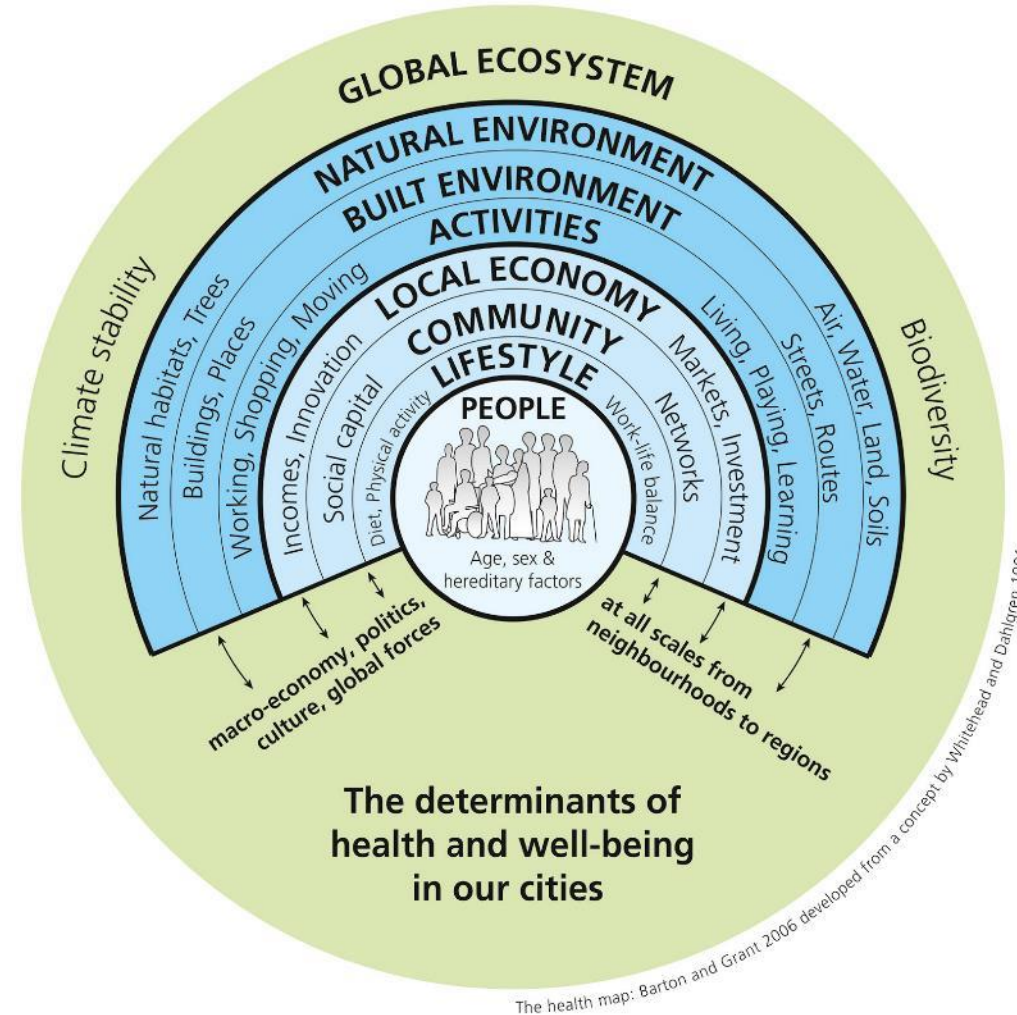 GLOBAL ECOSYSTEM
NATURAL ENVIRONMENT
BUILT ENVIRONMENT
ACTIVITIES
LOCAL ECONOMY
COMMUNITY
LIFESTYLE
PEOPLE
Age, sex &
hereditary factors
Climate stability
Natural habitats, Trees
Buildings, Places
Working, Shopping, Moving
Incomes, Innovation
Social capital
Diet, Physical activity
Work-life balance
Networks
Markets, Investment
Living, Playing, Learning
Streets, Routes
Air, Water, Land, Soils
Biodiversity
macro-economy, politics,
culture, global forces
at all scales from
neighbourhoods to regions
The determinants of
health and well-being
in our cities
The health map: Barton and Grant 2006 developed from a concept by Whitehead and Dahlgren